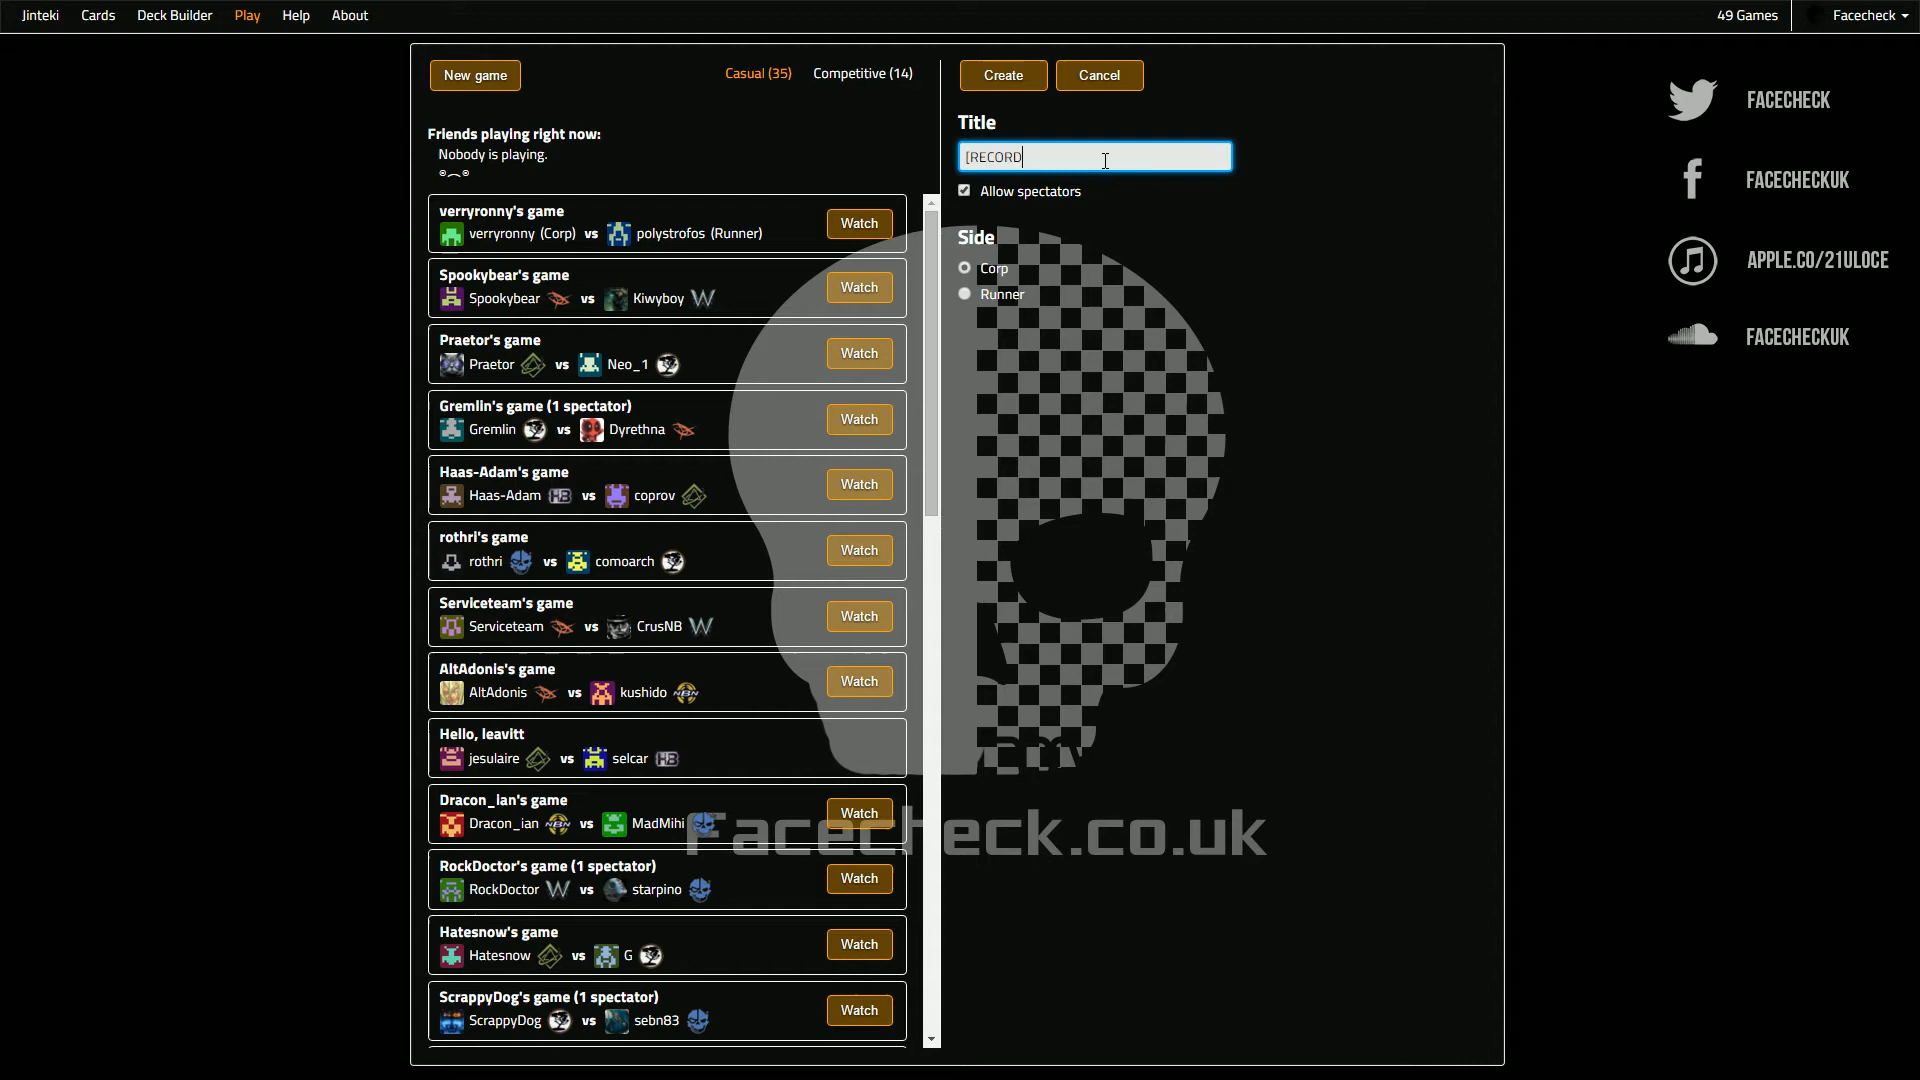 Jinteki Cards Deck Builder Play Help About 49 Games Facecheck
New game Casual (35) Competitive (14)
Friends playing right now:
Nobody is playing.
verryronny's game
verryronny (Corp) vs polystrofos (Runner) Watch
Spookybear's game
Spookybear vs Kiwyboy Watch
Praetor's game
Praetor vs Neo_1 Watch
Gremlin's game (1 spectator)
Gremlin vs Dyrethna Watch
Haas-Adam's game
Haas-Adam HB vs coprov Watch
rothri's game
rothri vs comoarch Watch
Serviceteam's game
Serviceteam vs CrusNB Watch
AltAdonis's game
AltAdonis vs kushido NBN Watch
Hello, leavitt
jesulaire vs selcar HB
Dracon_ian's game
Dracon_ian NBN vs MadMihi Watch
RockDoctor's game (1 spectator)
RockDoctor vs starpino Watch
Hatesnow's game
Hatesnow vs G Watch
ScrappyDog's game (1 spectator)
ScrappyDog vs sebn83 Watch
Create Cancel
Title
[RECORD
Allow spectators
Side
Corp
Runner
Facecheck.co.uk
FACECHECK
FACECHECKUK
APPLE.CO/21ULOCE
FACECHECKUK